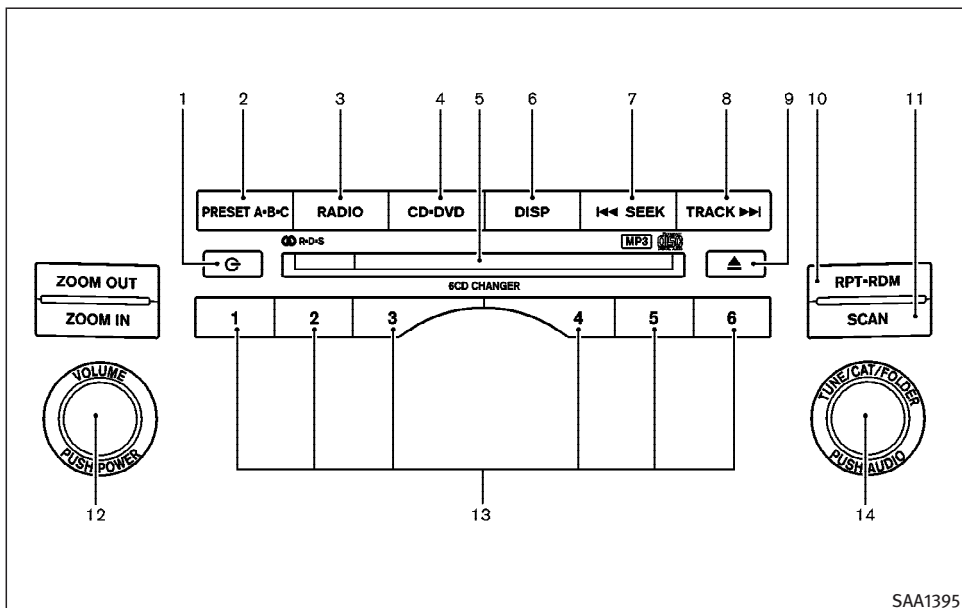 1 2 3 4 5 6 7 8 9 10 11
PRESET A•B•C RADIO CD•DVD DISP SEEK TRACK
R•D•S MP3
ZOOM OUT RPT•RDM
6CD CHANGER
ZOOM IN 1 2 3 4 5 6 SCAN
VOLUME TUNE/CAT/FOLDER
PUSH POWER PUSH AUDIO
12 13 14
SAA1395